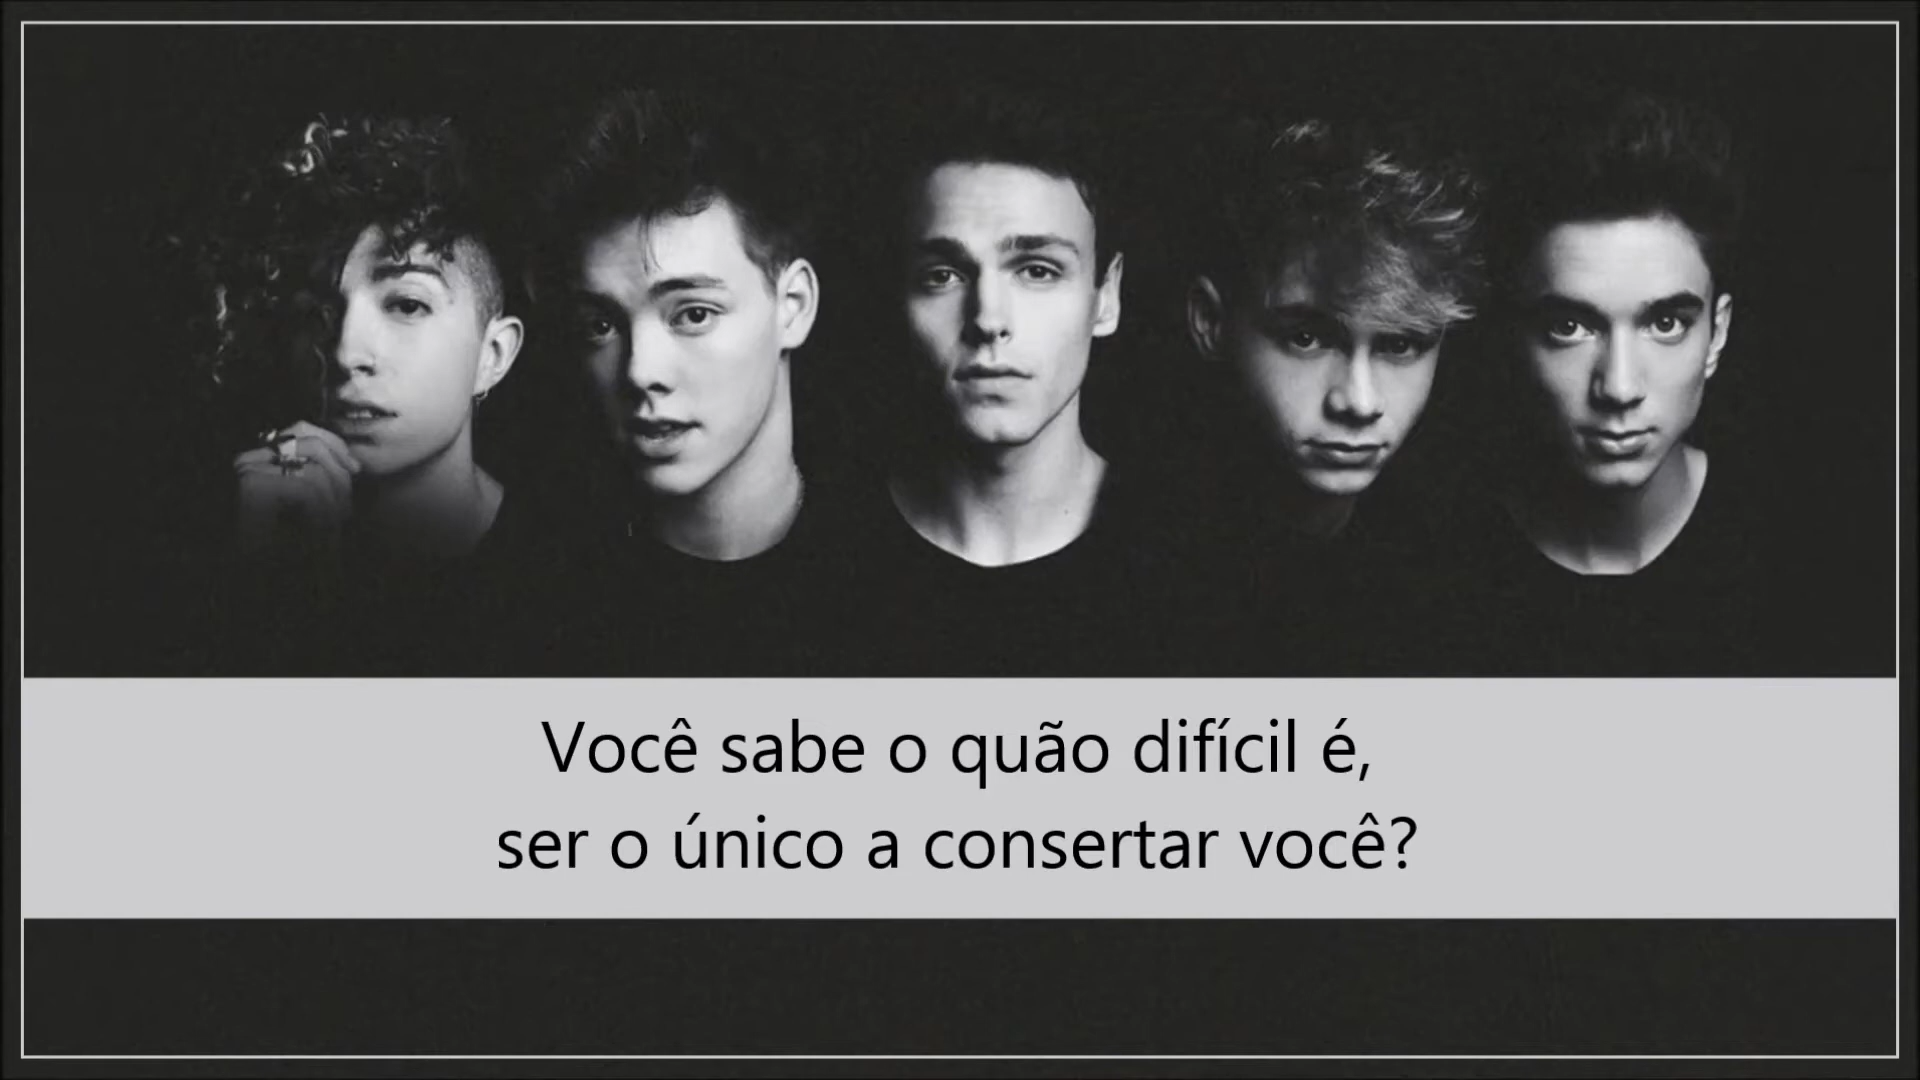 Você sabe o quão difícil é,
ser o único a consertar você?